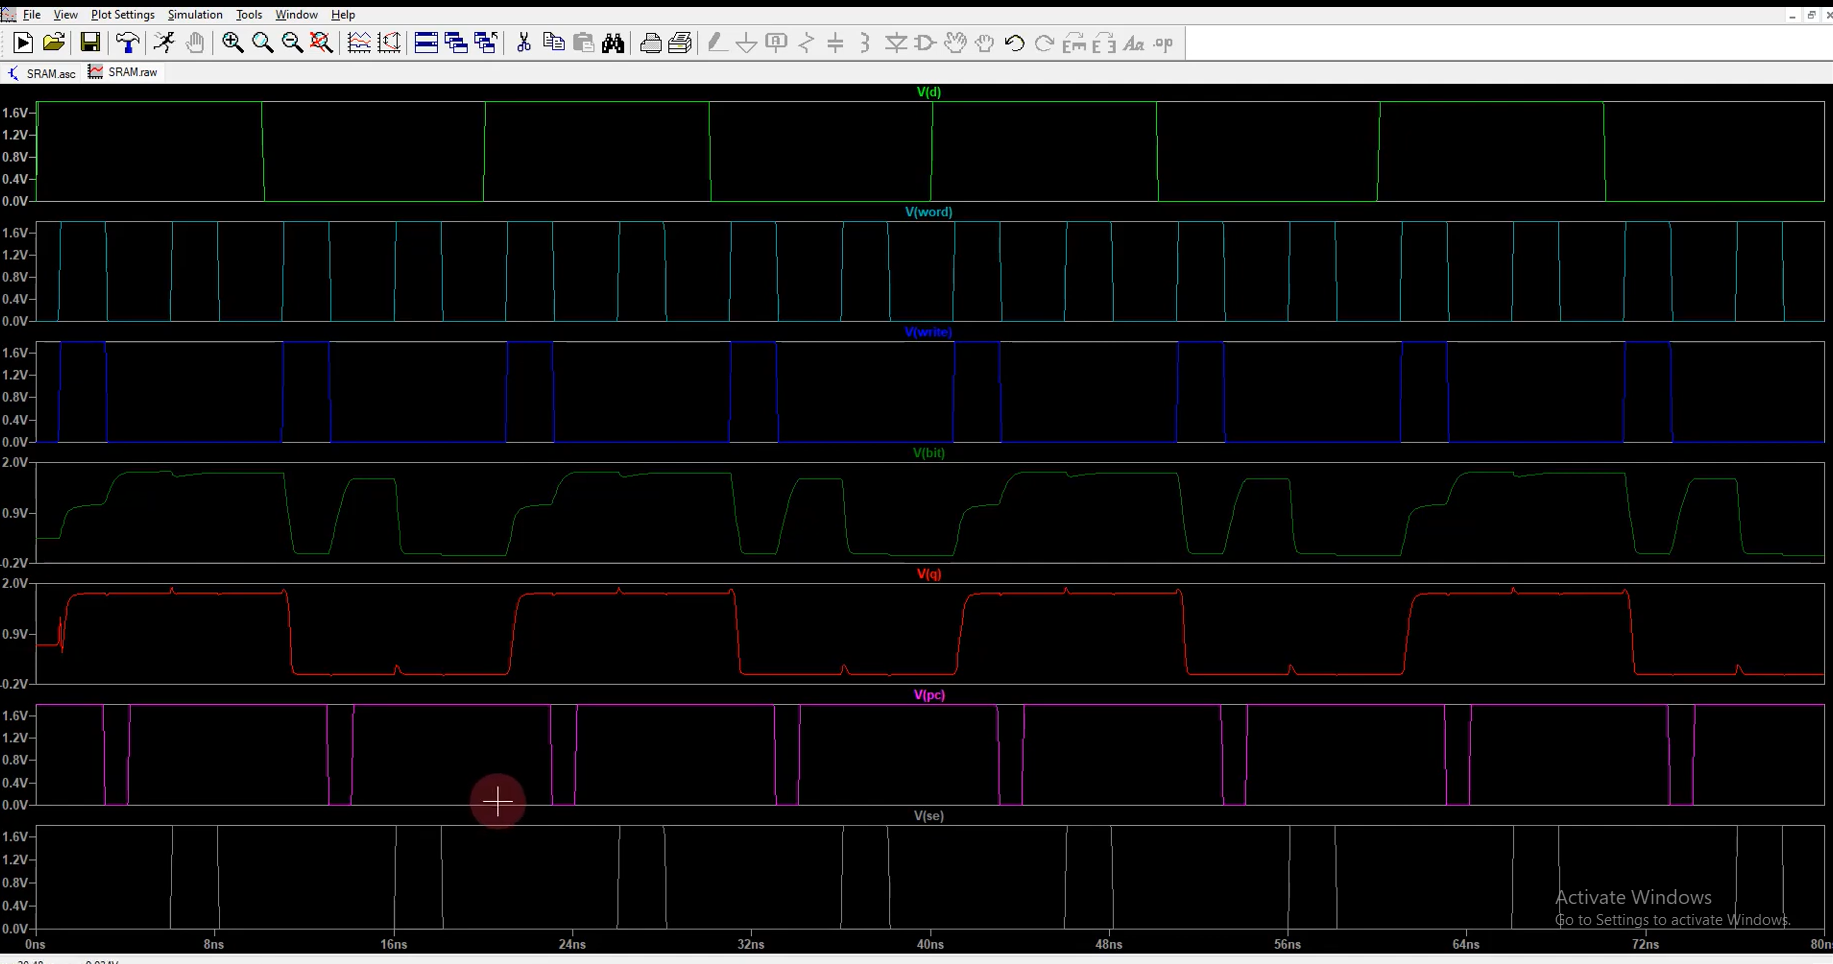 File View Plot Settings Simulation Tools Window Help
Aa .op
SRAM.asc SRAM.raw
V(d)
1.6V
1.2V
0.8V
0.4V
0.0V
V(word)
1.6V
1.2V
0.8V
0.4V
0.0V
V(write)
1.6V
1.2V
0.8V
0.4V
0.0V
V(bit)
2.0V
0.9V
-0.2V
V(q)
2.0V
0.9V
-0.2V
V(pc)
1.6V
1.2V
0.8V
0.4V
0.0V
V(se)
1.6V
1.2V
0.8V
0.4V
0.0V
Activate Windows
Go to Settings to activate Windows.
0ns 8ns 16ns 24ns 32ns 40ns 48ns 56ns 64ns 72ns 80n